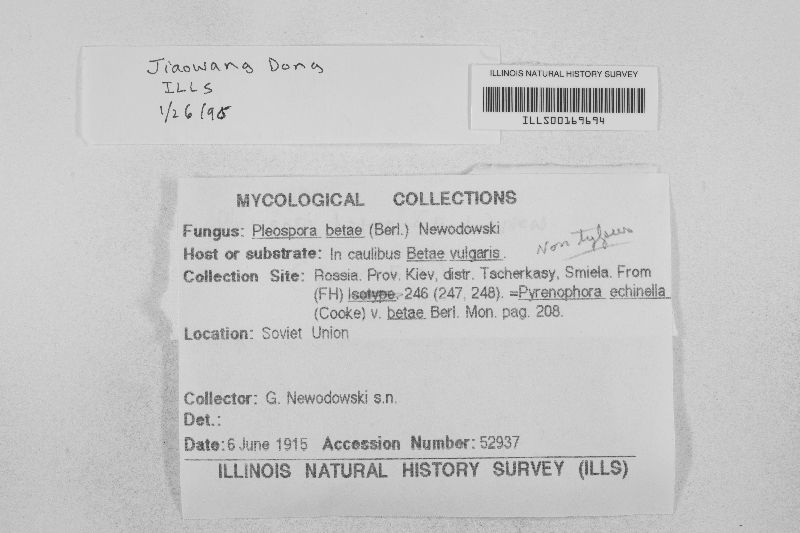 Jiaowang Dong
ILLS
1/26/95
ILLINOIS NATURAL HISTORY SURVEY
ILLS00169694
MYCOLOGICAL COLLECTIONS
Fungus: Pleospora betae (Berl.) Newodowski
Non typus
Host or substrate: In caulibus Betae vulgaris.
Collection Site: Rossia. Prov. Kiev, distr. Tscherkasy, Smiela. From
(FH) Isotype. 246 (247, 248). =Pyrenophora echinella
(Cooke) v. betae Berl. Mon. pag. 208.
Location: Soviet Union
Collector: G. Newodowski s.n.
Det.:
Date: 6 June 1915 Accession Number: 52937
ILLINOIS NATURAL HISTORY SURVEY (ILLS)